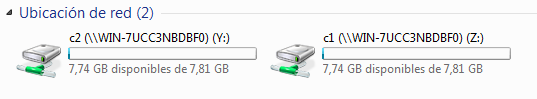 Ubicación de red (2)
c2 (\\WIN-7UCC3NBDBF0) (Y:)
7,74 GB disponibles de 7,81 GB
c1 (\\WIN-7UCC3NBDBF0) (Z:)
7,74 GB disponibles de 7,81 GB